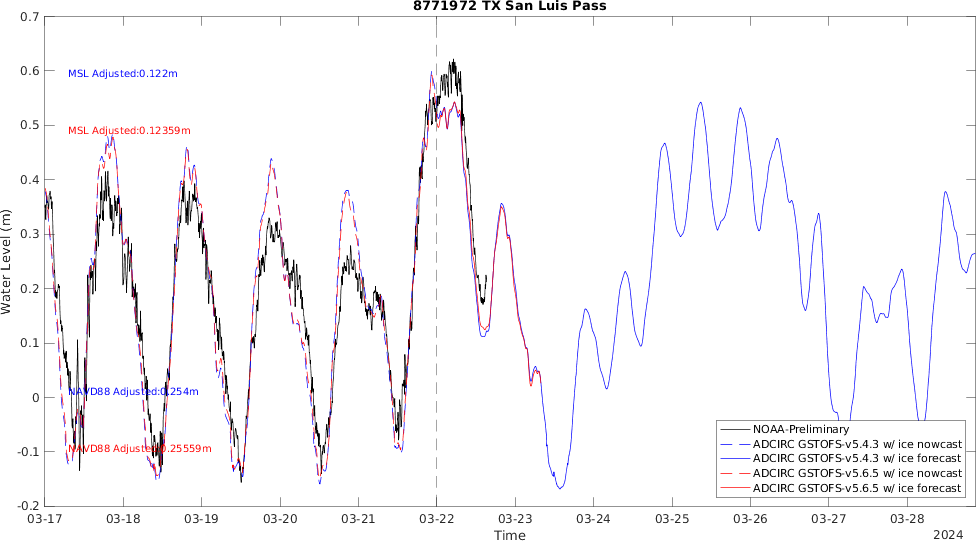 8771972 TX San Luis Pass
0.7
0.6
0.5
0.4
0.3
0.2
0.1
0
-0.1
-0.2
Water Level (m)
MSL Adjusted:0.122m
MSL Adjusted:0.12359m
NAVD88 Adjusted:0.254m
NAVD88 Adjusted:0.25559m
NOAA-Preliminary
ADCIRC GSTOFS-v5.4.3 w/ ice nowcast
ADCIRC GSTOFS-v5.4.3 w/ ice forecast
ADCIRC GSTOFS-v5.6.5 w/ ice nowcast
ADCIRC GSTOFS-v5.6.5 w/ ice forecast
03-17 03-18 03-19 03-20 03-21 03-22 03-23 03-24 03-25 03-26 03-27 03-28
Time
2024